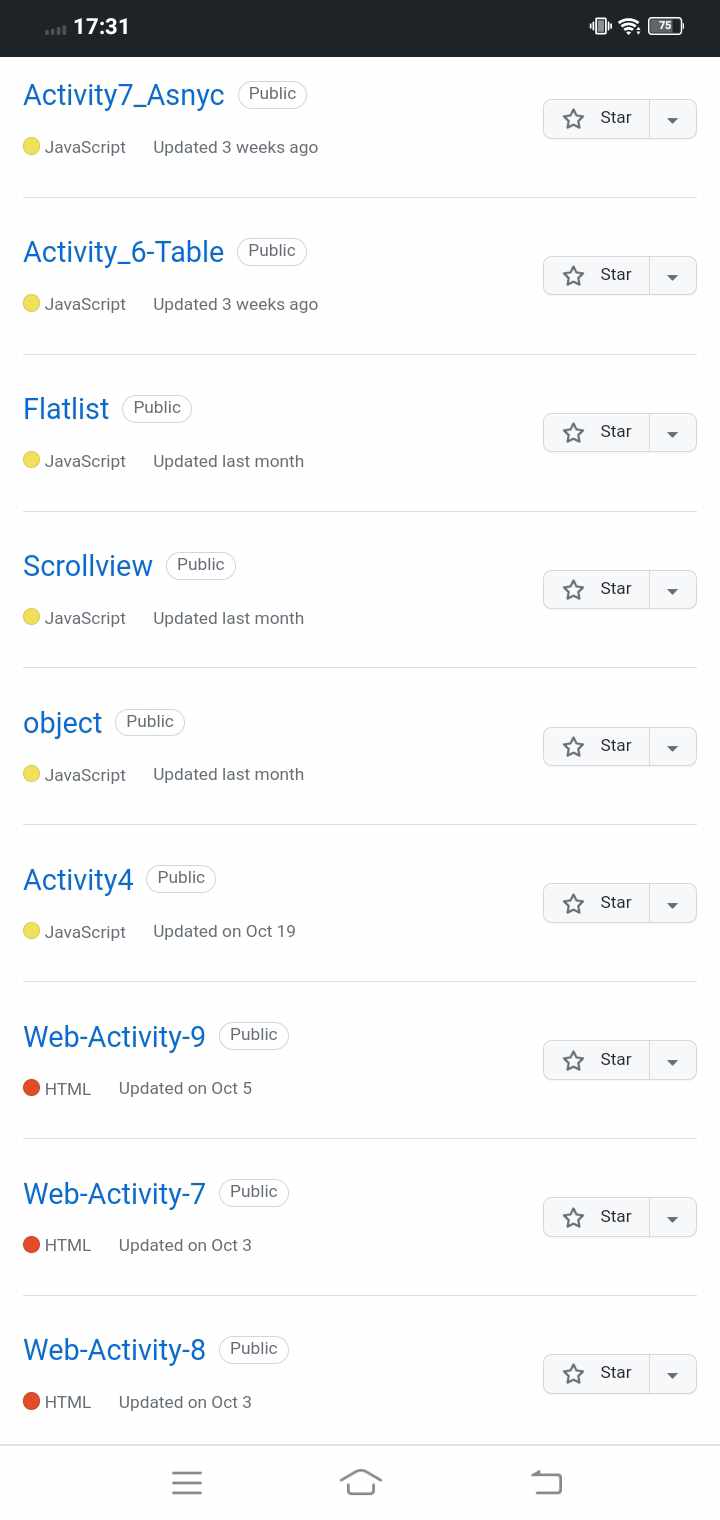 17:31 75
Activity7_Asnyc Public
Star
JavaScript Updated 3 weeks ago
Activity_6-Table Public
Star
JavaScript Updated 3 weeks ago
Flatlist Public
Star
JavaScript Updated last month
Scrollview Public
Star
JavaScript Updated last month
object Public
Star
JavaScript Updated last month
Activity4 Public
Star
JavaScript Updated on Oct 19
Web-Activity-9 Public
Star
HTML Updated on Oct 5
Web-Activity-7 Public
Star
HTML Updated on Oct 3
Web-Activity-8 Public
Star
HTML Updated on Oct 3